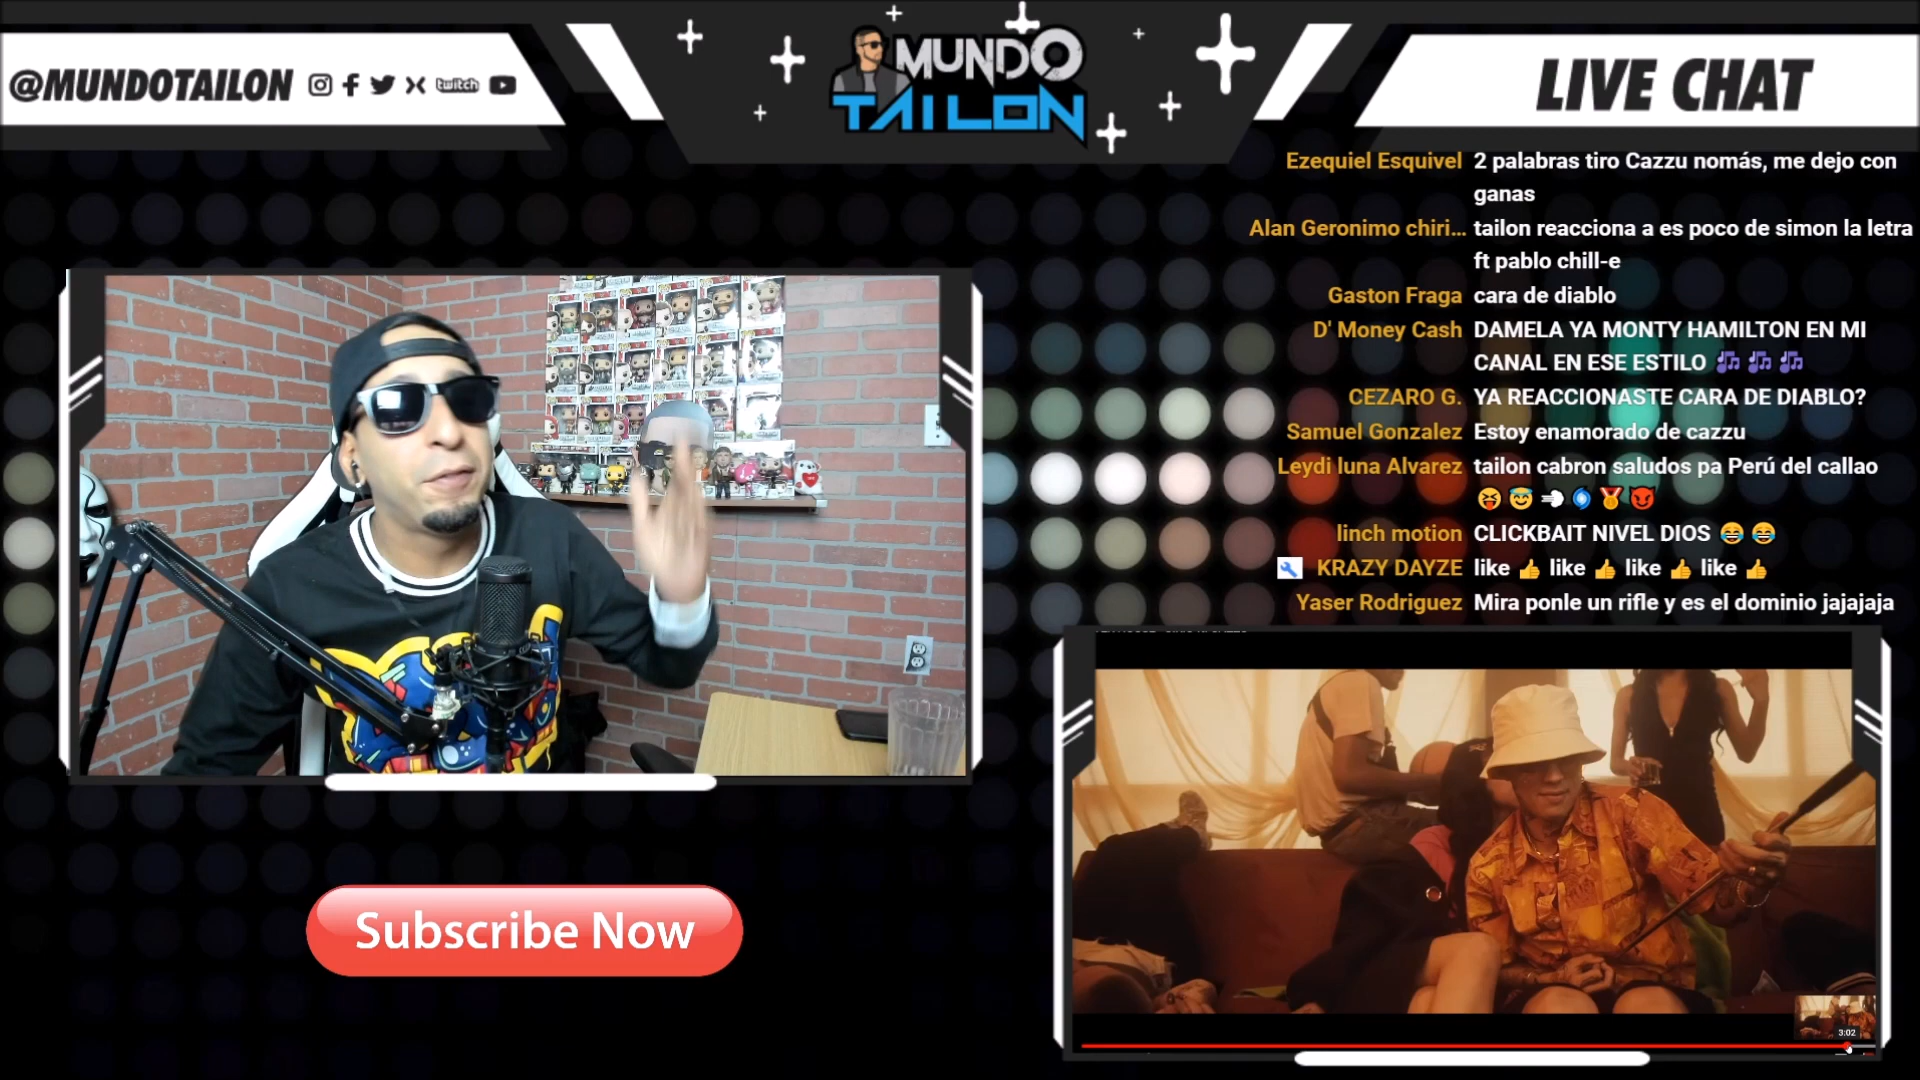 @MUNDOTAILON
twitch
MUNDO
TAILON
LIVE CHAT
Ezequiel Esquivel 2 palabras tiro Cazzu nomás, me dejo con
ganas
Alan Geronimo chiri... tailon reacciona a es poco de simon la letra
ft pablo chill-e
Gaston Fraga cara de diablo
D' Money Cash DAMELA YA MONTY HAMILTON EN MI
CANAL EN ESE ESTILO 🎶 🎶 🎶
CEZARO G. YA REACCIONASTE CARA DE DIABLO?
Samuel Gonzalez Estoy enamorado de cazzu
Leydi luna Alvarez tailon cabron saludos pa Perú del callao
😝 😇 💨 🌀 🏅 😈
linch motion CLICKBAIT NIVEL DIOS 😂 😂
KRAZY DAYZE like 👍 like 👍 like 👍 like 👍
Yaser Rodriguez Mira ponle un rifle y es el dominio jajajaja
Subscribe Now
3:02